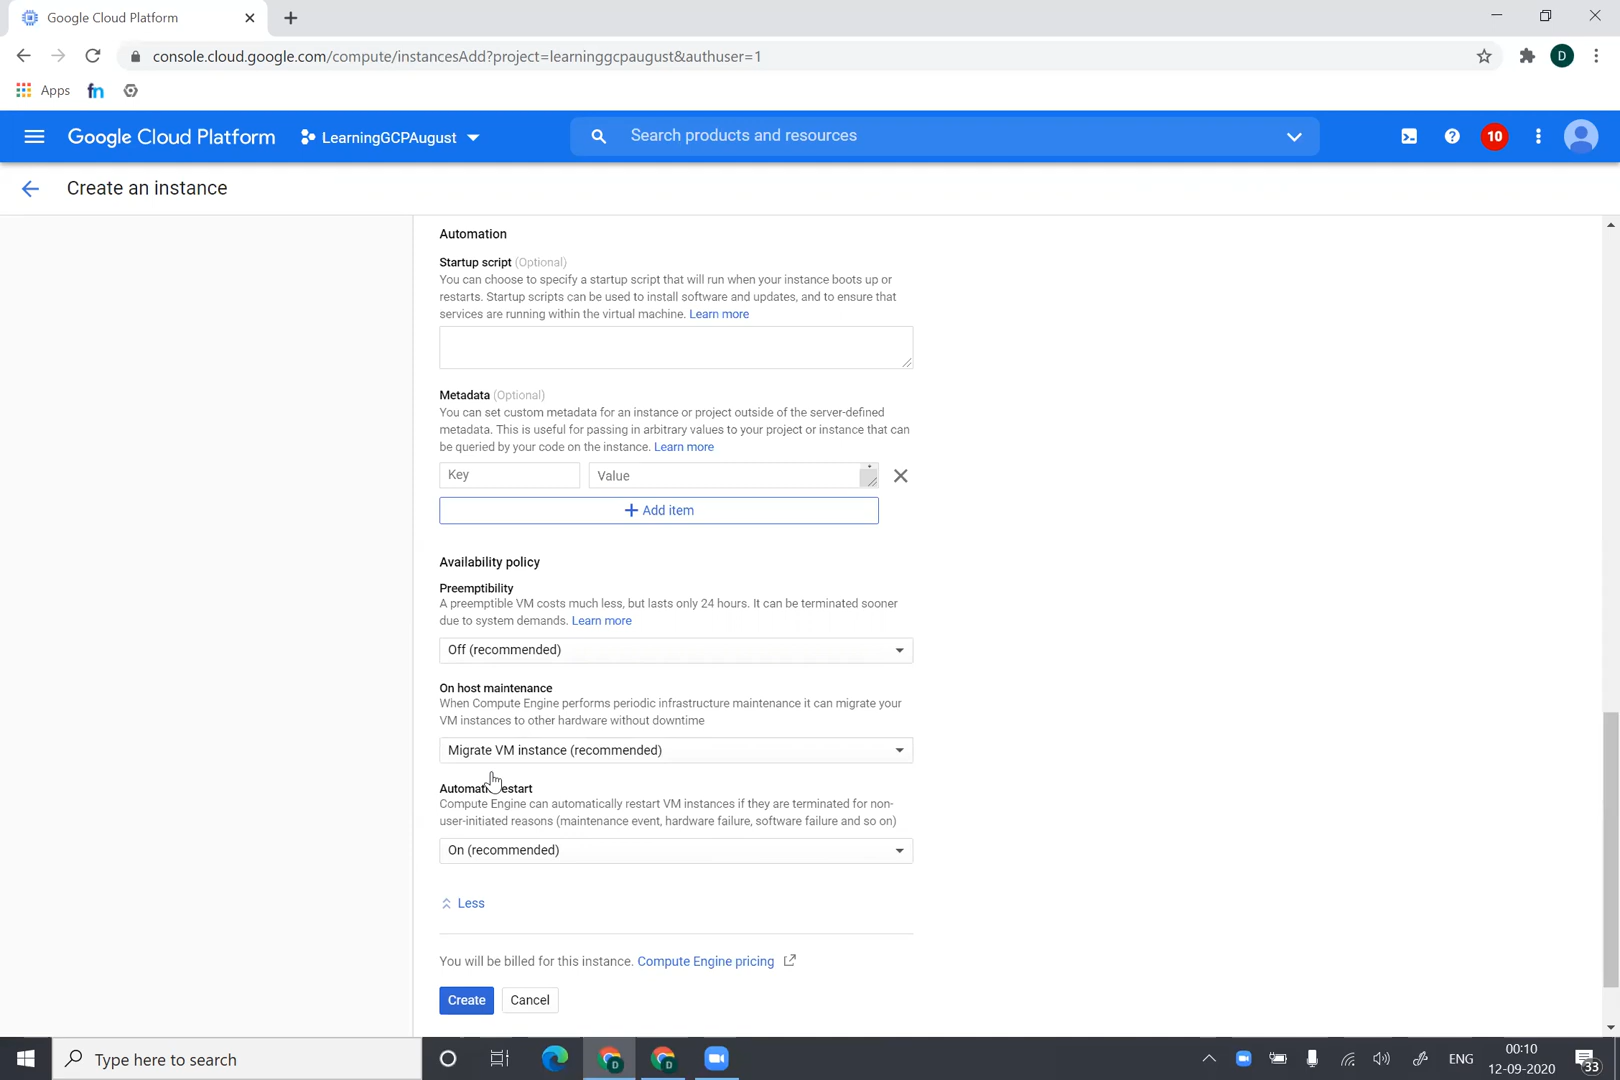 Google Cloud Platform
console.cloud.google.com/compute/instancesAdd?project=learninggcpaugust&authuser=1
D
Apps
fn
Google Cloud Platform
LearningGCPAugust
Search products and resources
10
Create an instance
Automation
Startup script (Optional)
You can choose to specify a startup script that will run when your instance boots up or
restarts. Startup scripts can be used to install software and updates, and to ensure that
services are running within the virtual machine. Learn more
Metadata (Optional)
You can set custom metadata for an instance or project outside of the server-defined
metadata. This is useful for passing in arbitrary values to your project or instance that can
be queried by your code on the instance. Learn more
Key
Value
Add item
Availability policy
Preemptibility
A preemptible VM costs much less, but lasts only 24 hours. It can be terminated sooner
due to system demands. Learn more
Off (recommended)
On host maintenance
When Compute Engine performs periodic infrastructure maintenance it can migrate your
VM instances to other hardware without downtime
Migrate VM instance (recommended)
Automatic restart
Compute Engine can automatically restart VM instances if they are terminated for non-
user-initiated reasons (maintenance event, hardware failure, software failure and so on)
On (recommended)
Less
You will be billed for this instance. Compute Engine pricing
Create
Cancel
Type here to search
D
D
ENG
00:10
12-09-2020
33